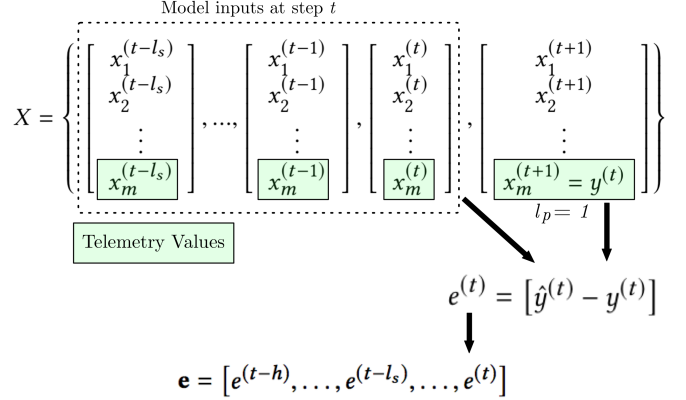 Model inputs at step t
X = { [ x_1^(t−l_s) x_2^(t−l_s) ⋮ x_m^(t−l_s) ] , ..., [ x_1^(t−1) x_2^(t−1) ⋮ x_m^(t−1) ] , [ x_1^(t) x_2^(t) ⋮ x_m^(t) ] , [ x_1^(t+1) x_2^(t+1) ⋮ x_m^(t+1) = y^(t) ] }
l_p = 1
Telemetry Values
e^(t) = [ŷ^(t) − y^(t)]
e = [e^(t−h), . . . , e^(t−l_s), . . . , e^(t)]